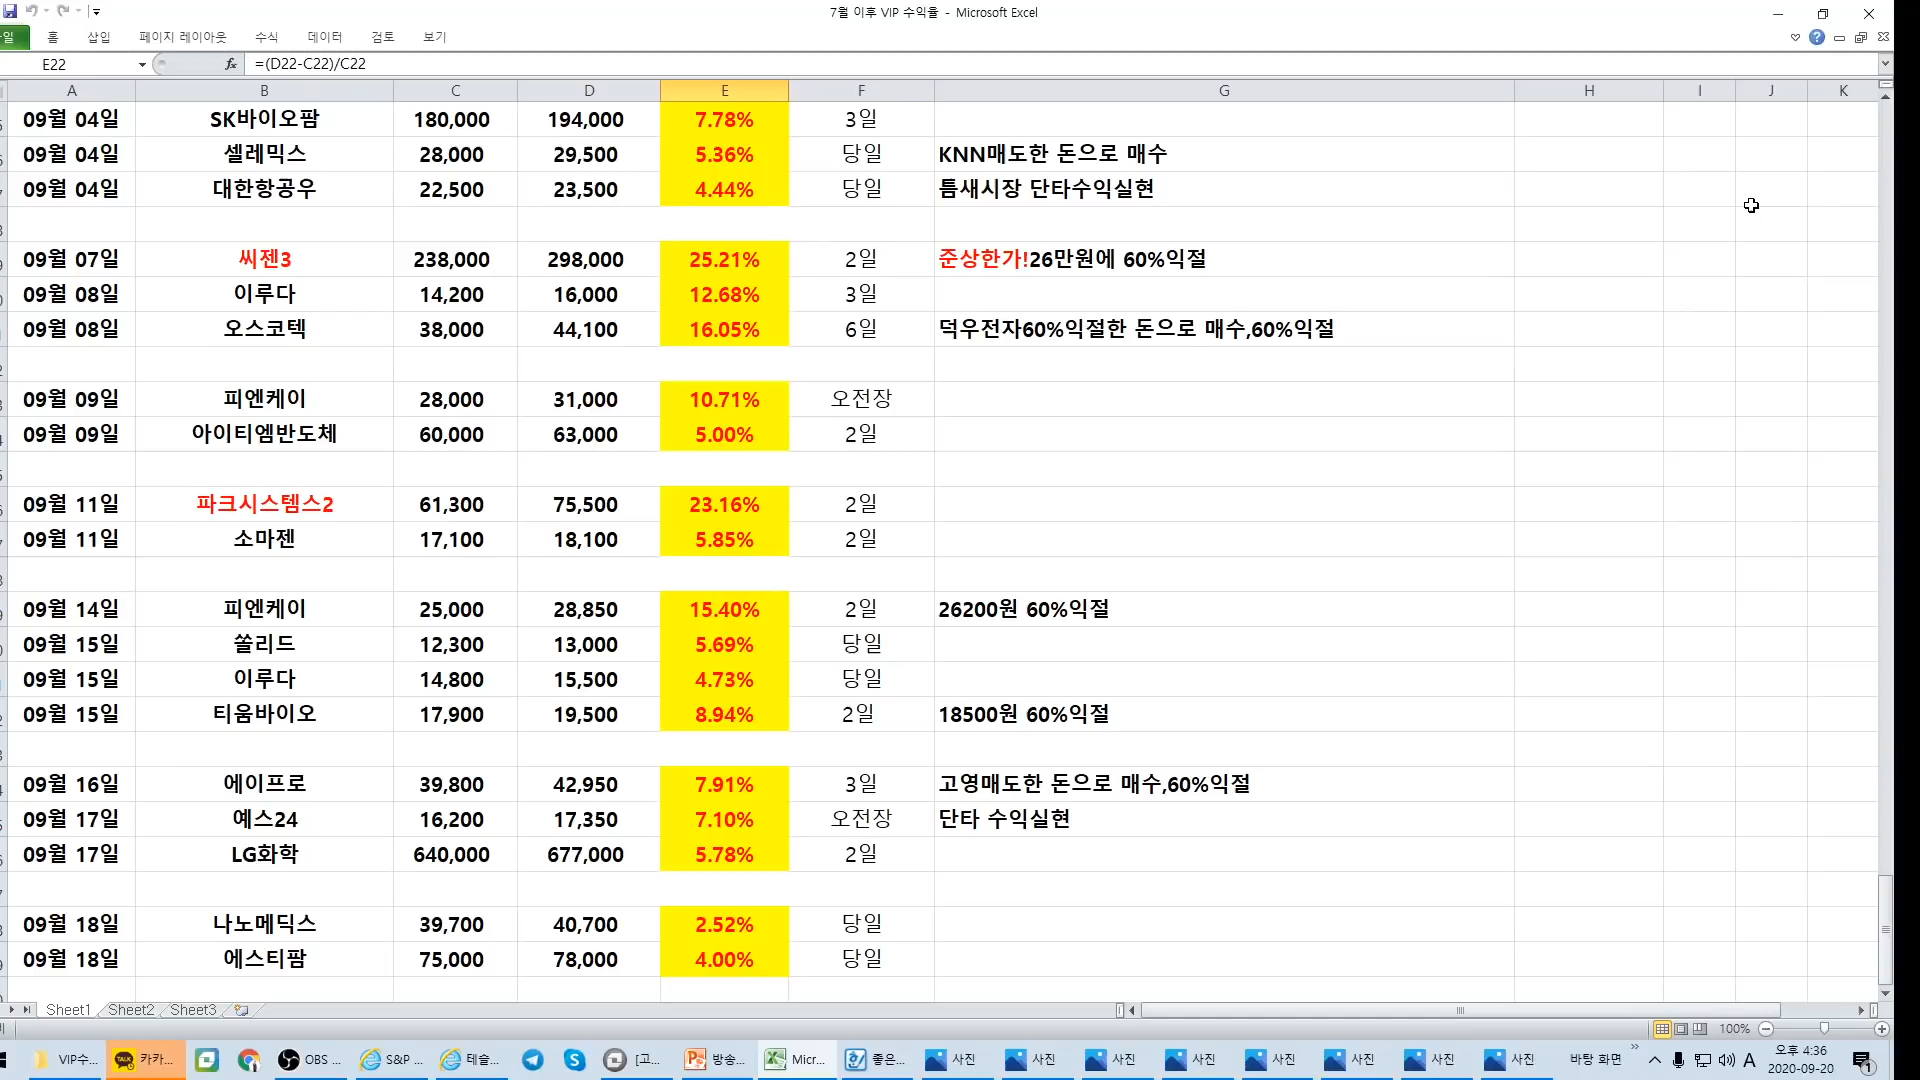 7월 이후 VIP 수익율 - Microsoft Excel
일 홈 삽입 페이지 레이아웃 수식 데이터 검토 보기
E22 fx =(D22-C22)/C22
A B C D E F G H I J K
09월 04일 SK바이오팜 180,000 194,000 7.78% 3일
09월 04일 셀레믹스 28,000 29,500 5.36% 당일 KNN매도한 돈으로 매수
09월 04일 대한항공우 22,500 23,500 4.44% 당일 틈새시장 단타수익실현
09월 07일 씨젠3 238,000 298,000 25.21% 2일 준상한가!26만원에 60%익절
09월 08일 이루다 14,200 16,000 12.68% 3일
09월 08일 오스코텍 38,000 44,100 16.05% 6일 덕우전자60%익절한 돈으로 매수,60%익절
09월 09일 피엔케이 28,000 31,000 10.71% 오전장
09월 09일 아이티엠반도체 60,000 63,000 5.00% 2일
09월 11일 파크시스템스2 61,300 75,500 23.16% 2일
09월 11일 소마젠 17,100 18,100 5.85% 2일
09월 14일 피엔케이 25,000 28,850 15.40% 2일 26200원 60%익절
09월 15일 쏠리드 12,300 13,000 5.69% 당일
09월 15일 이루다 14,800 15,500 4.73% 당일
09월 15일 티움바이오 17,900 19,500 8.94% 2일 18500원 60%익절
09월 16일 에이프로 39,800 42,950 7.91% 3일 고영매도한 돈으로 매수,60%익절
09월 17일 예스24 16,200 17,350 7.10% 오전장 단타 수익실현
09월 17일 LG화학 640,000 677,000 5.78% 2일
09월 18일 나노메딕스 39,700 40,700 2.52% 당일
09월 18일 에스티팜 75,000 78,000 4.00% 당일
Sheet1 Sheet2 Sheet3
100%
VIP수... TALK 카카... OBS ... S&P ... 테슬... [고... 방송... Micr... 좋은... 사진 사진 사진 사진 사진 사진 사진 사진 바탕 화면 A 오후 4:36
2020-09-20 1